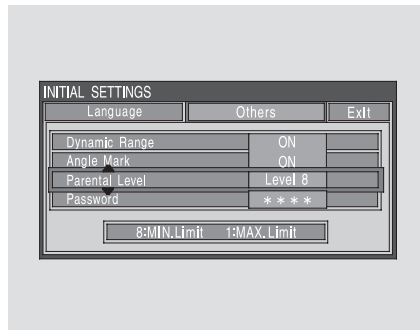 INITIAL SETTINGS
Language Others ExIt
Dynamic Range ON
Angle Mark ON
Parental Level Level 8
Password ****
8:MIN.Limit 1:MAX.Limit